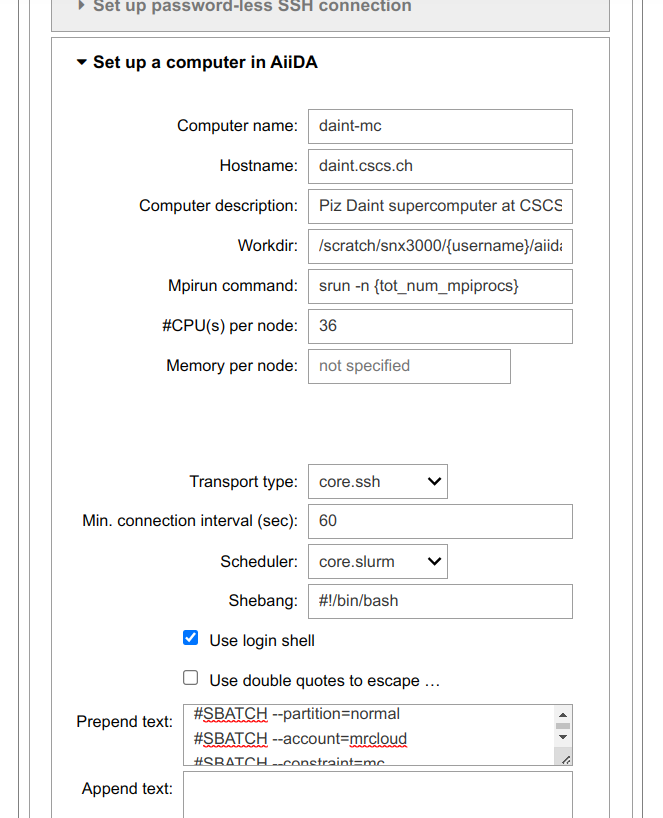 Set up password-less SSH connection
Set up a computer in AiiDA
Computer name: daint-mc
Hostname: daint.cscs.ch
Computer description: Piz Daint supercomputer at CSCS
Workdir: /scratch/snx3000/{username}/aiida
Mpirun command: srun -n {tot_num_mpiprocs}
#CPU(s) per node: 36
Memory per node: not specified
Transport type: core.ssh
Min. connection interval (sec): 60
Scheduler: core.slurm
Shebang: #!/bin/bash
Use login shell
Use double quotes to escape …
Prepend text: #SBATCH --partition=normal
#SBATCH --account=mrcloud
#SBATCH --constraint=mc
Append text: